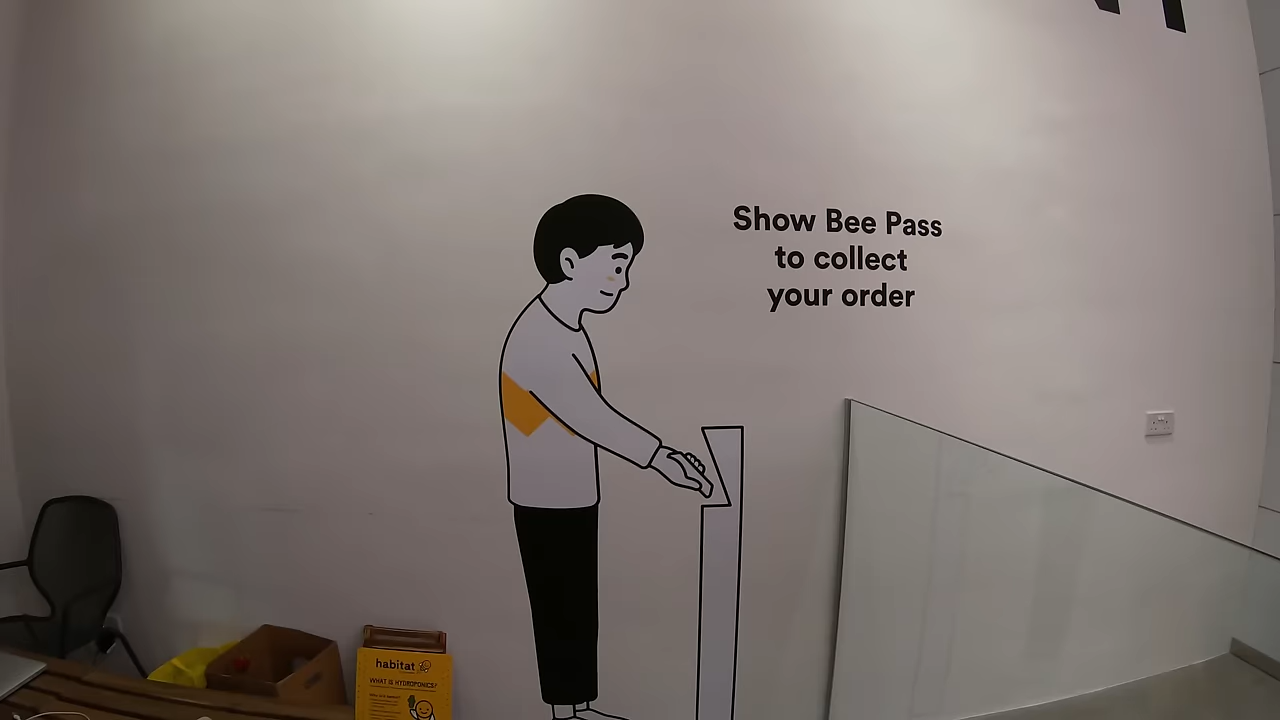 Show Bee Pass
to collect
your order
habitat
WHAT IS HYDROPONICS?